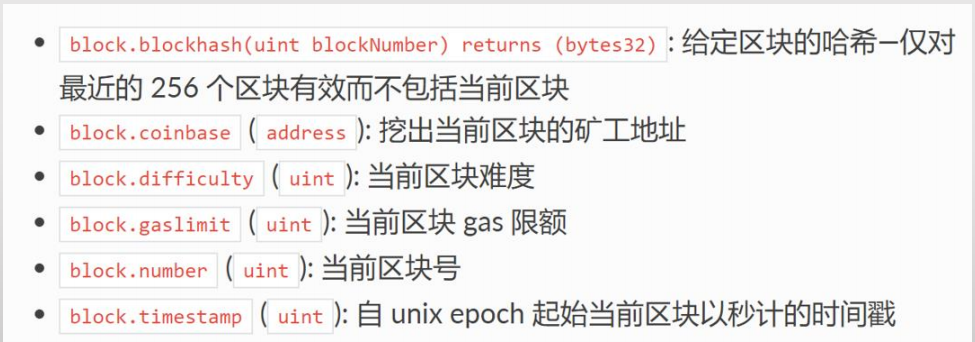 block.blockhash(uint blockNumber) returns (bytes32): 给定区块的哈希—仅对
最近的 256 个区块有效而不包括当前区块
block.coinbase (address): 挖出当前区块的矿工地址
block.difficulty (uint): 当前区块难度
block.gaslimit (uint): 当前区块 gas 限额
block.number (uint): 当前区块号
block.timestamp (uint): 自 unix epoch 起始当前区块以秒计的时间戳